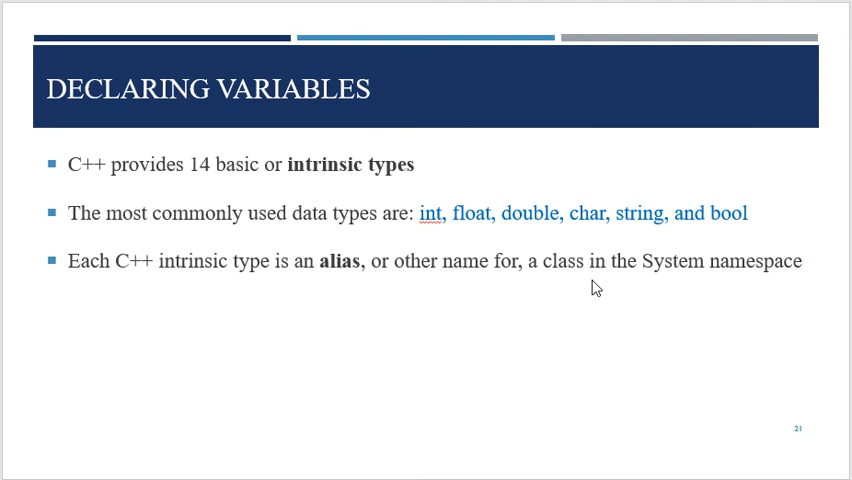 DECLARING VARIABLES
C++ provides 14 basic or intrinsic types
The most commonly used data types are: int, float, double, char, string, and bool
Each C++ intrinsic type is an alias, or other name for, a class in the System namespace
21